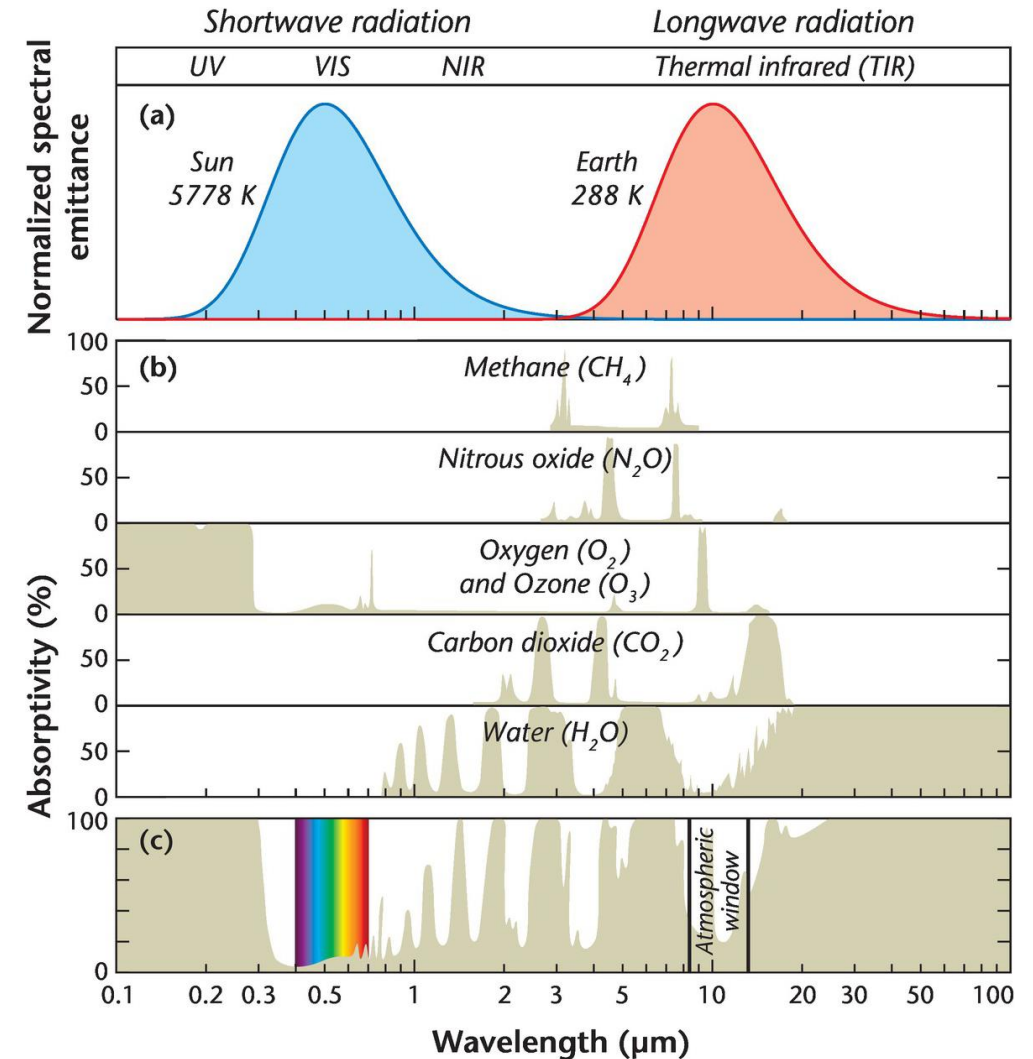 Shortwave radiation Longwave radiation
UV VIS NIR Thermal infrared (TIR)
Normalized spectral
emittance
(a)
Sun
5778 K
Earth
288 K
Absorptivity (%)
(b)
100
50
0
Methane (CH₄)
50
0
Nitrous oxide (N₂O)
50
0
Oxygen (O₂)
and Ozone (O₃)
50
0
Carbon dioxide (CO₂)
50
0
Water (H₂O)
(c)
100
0
Atmospheric
window
0.1 0.2 0.3 0.5 1 2 3 5 10 20 30 50 100
Wavelength (µm)